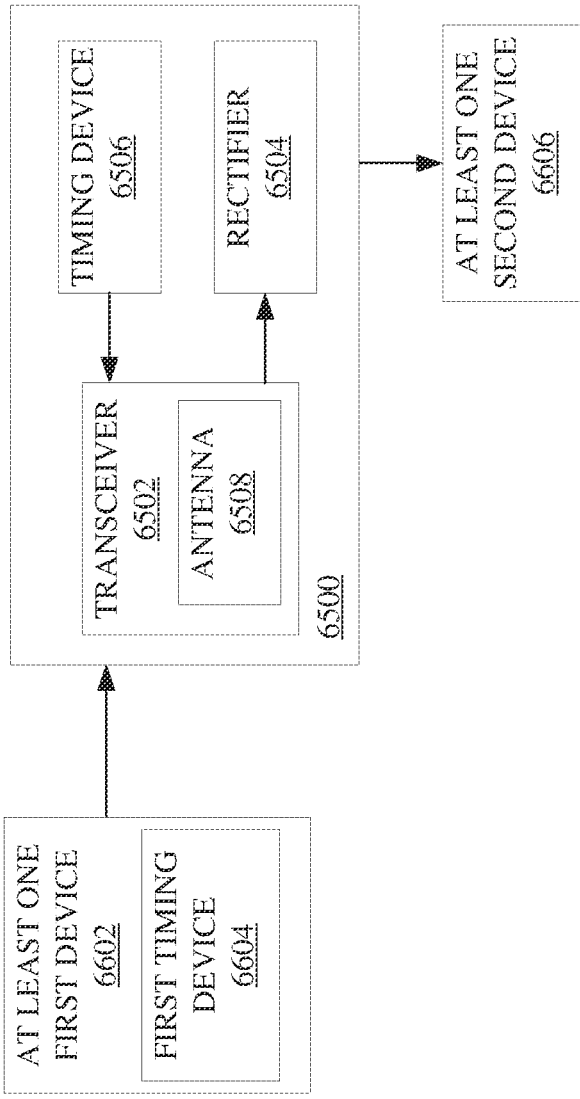 AT LEAST ONE
FIRST DEVICE
6602
FIRST TIMING
DEVICE
6604
TRANSCEIVER
6502
ANTENNA
6508
6500
TIMING DEVICE
6506
RECTIFIER
6504
AT LEAST ONE
SECOND DEVICE
6606